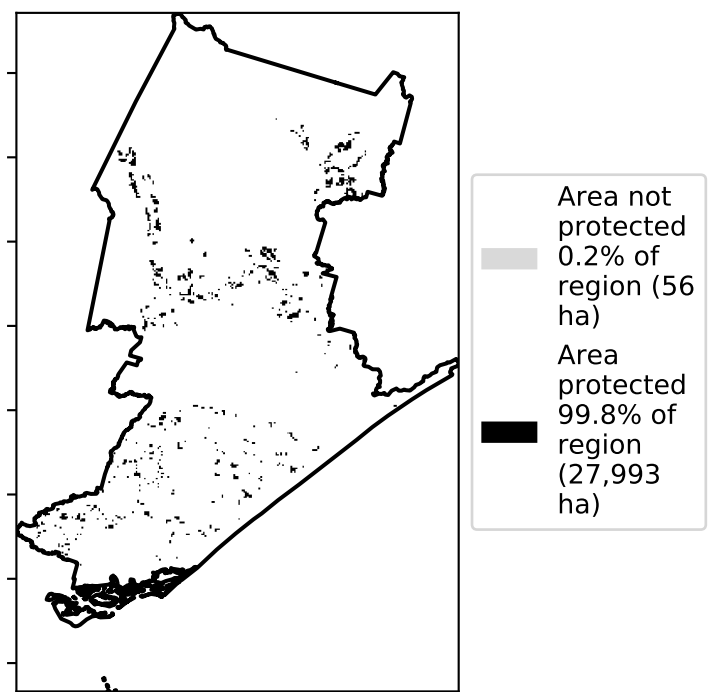 Area not
protected
0.2% of
region (56
ha)
Area
protected
99.8% of
region
(27,993
ha)